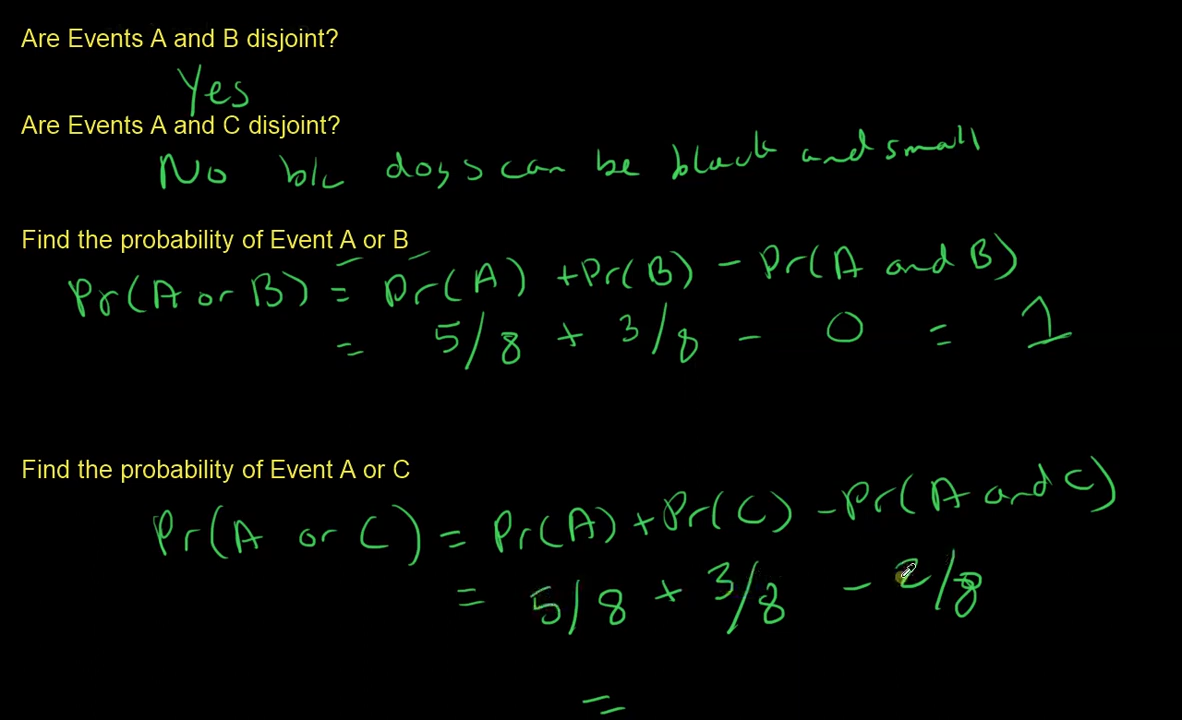 Are Events A and B disjoint?
Yes
Are Events A and C disjoint?
No b/c dogs can be black and small
Find the probability of Event A or B
Pr(A or B) = Pr(A) + Pr(B) - Pr(A and B)
= 5/8 + 3/8 - 0 = 1
Find the probability of Event A or C
Pr(A or C) = Pr(A) + Pr(C) - Pr(A and C)
= 5/8 + 3/8 - 2/8
=